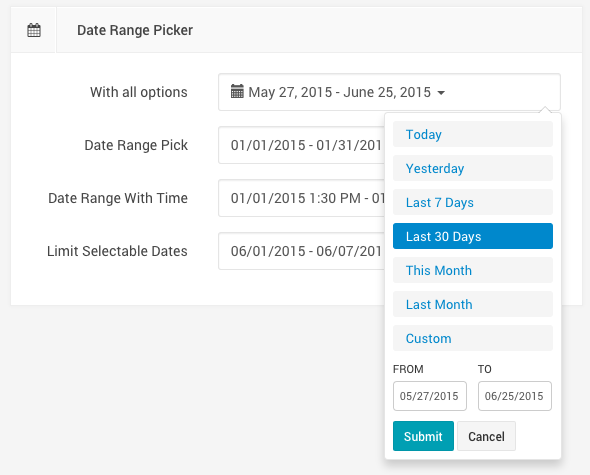 Date Range Picker
With all options
May 27, 2015 - June 25, 2015
Date Range Pick
01/01/2015 - 01/31/201
Date Range With Time
01/01/2015 1:30 PM - 01
Limit Selectable Dates
06/01/2015 - 06/07/201
Today
Yesterday
Last 7 Days
Last 30 Days
This Month
Last Month
Custom
FROM TO
05/27/2015 06/25/2015
Submit Cancel